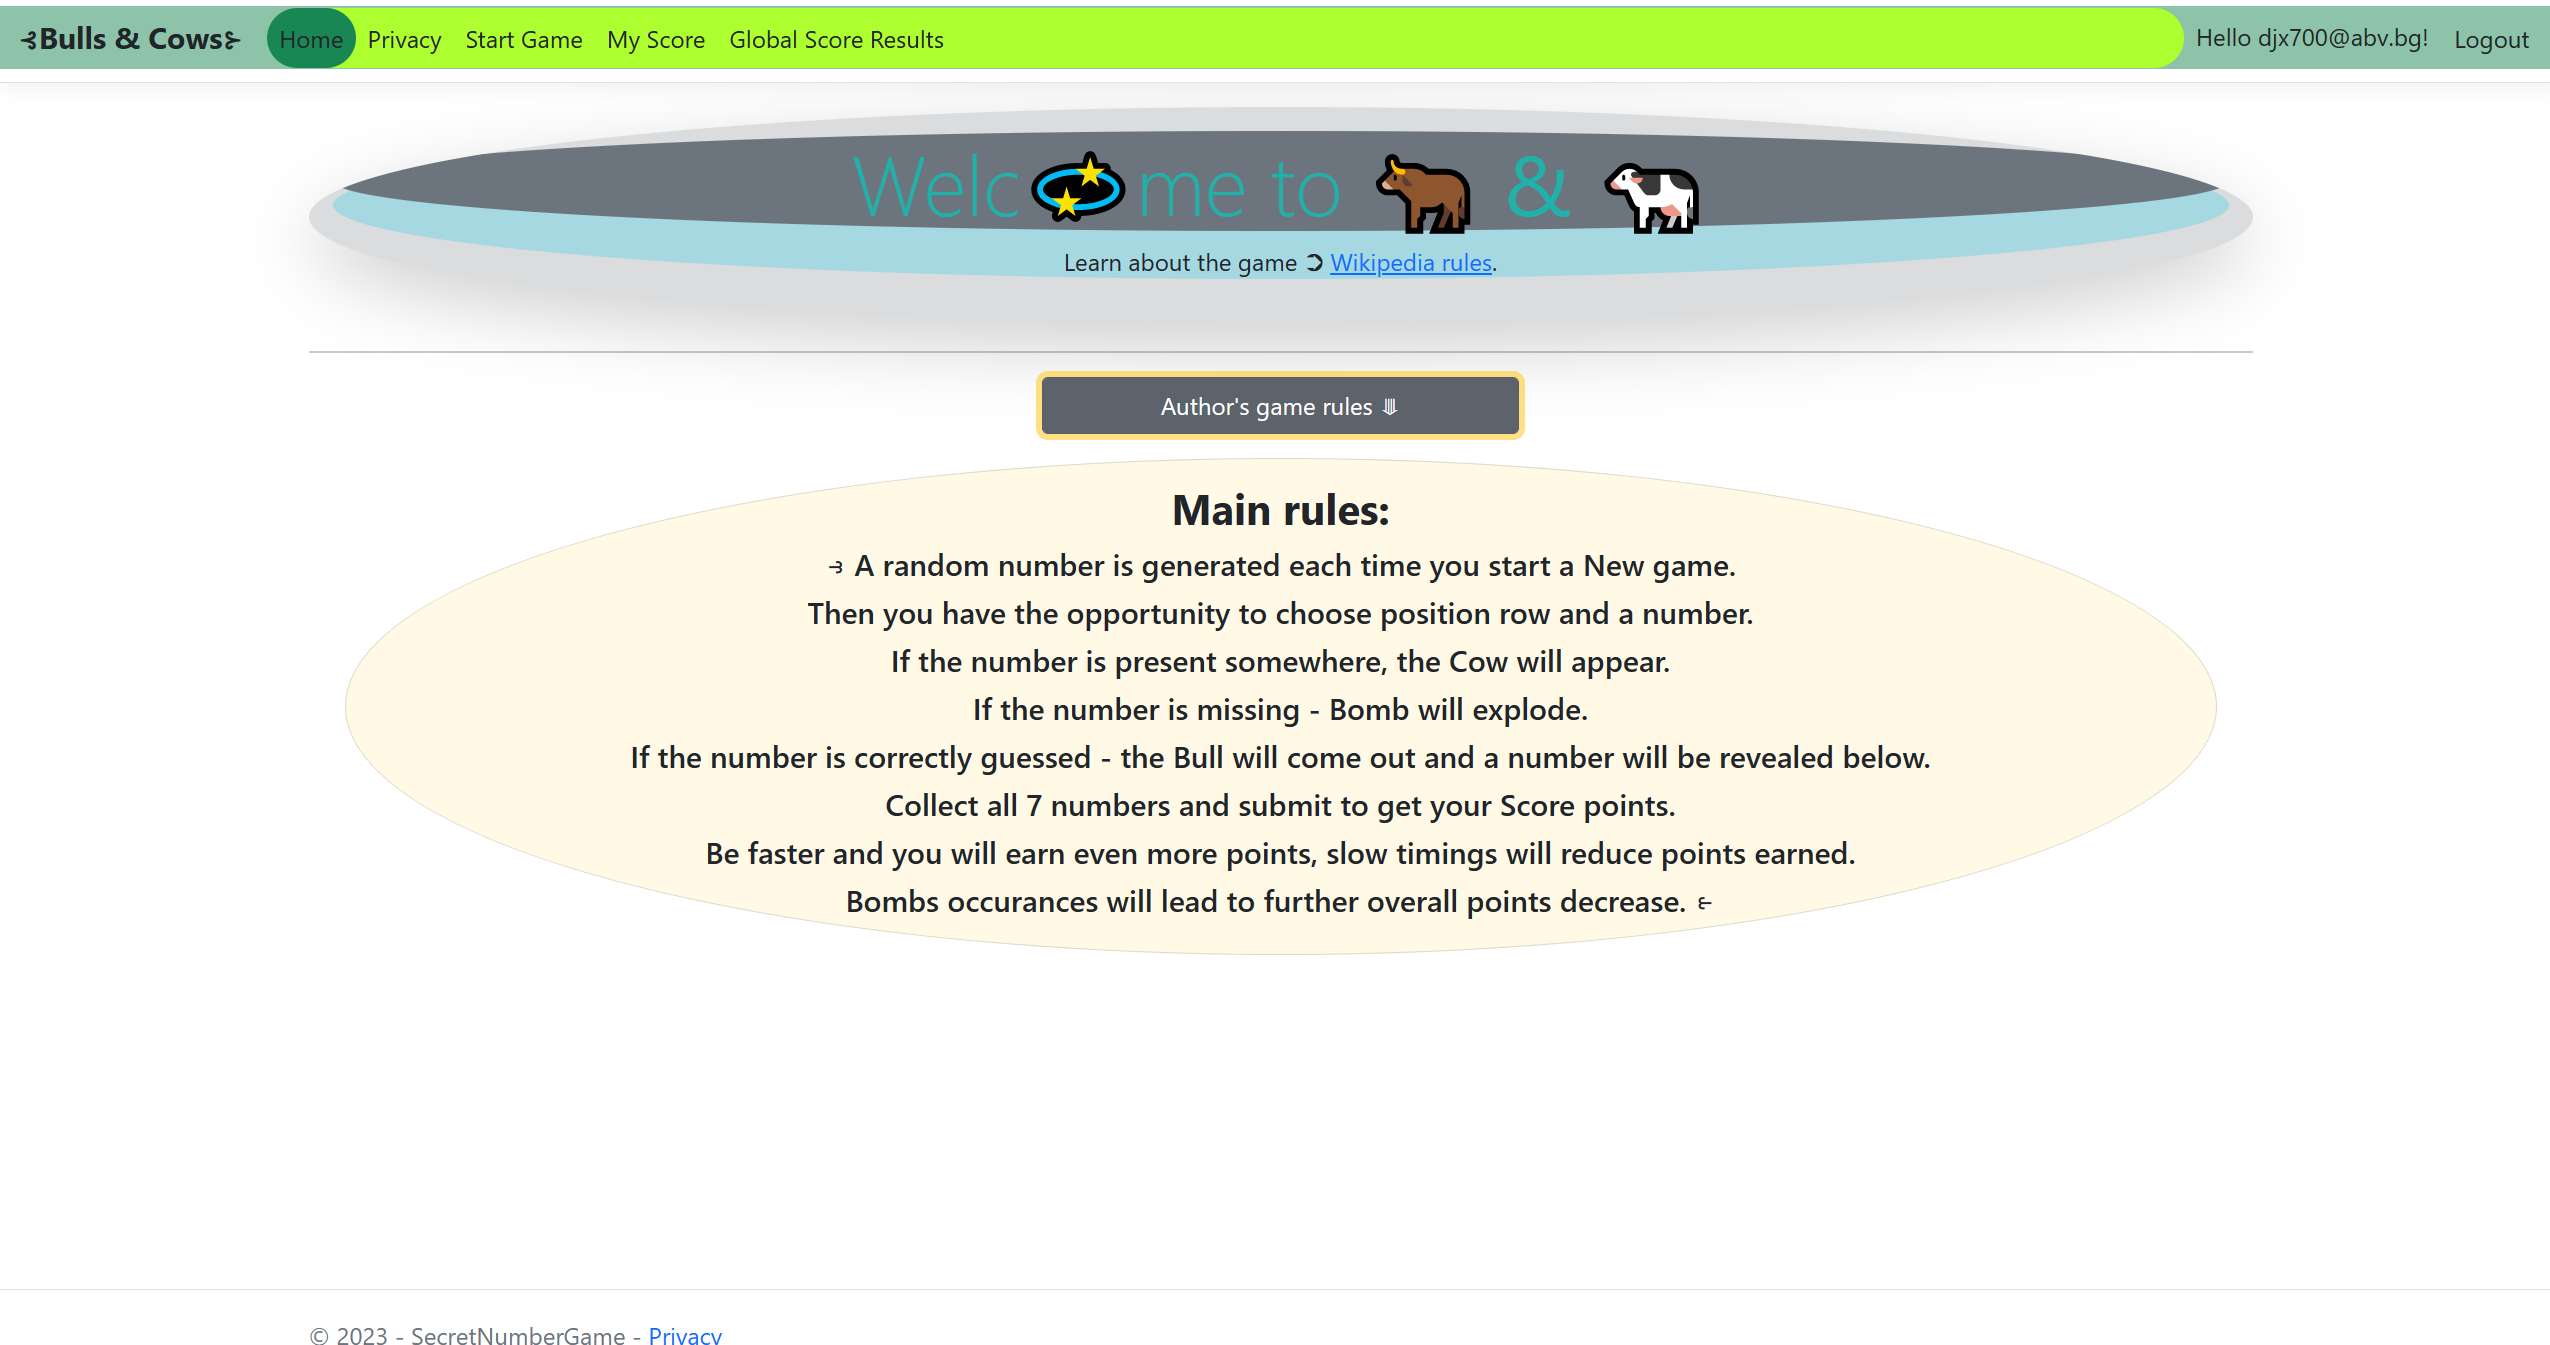 ⊰Bulls & Cows⊱ Home Privacy Start Game My Score Global Score Results Hello djx700@abv.bg! Logout
Welc me to & 
Learn about the game ➲ Wikipedia rules.
Author's game rules ⤋
Main rules:
⥽ A random number is generated each time you start a New game.
Then you have the opportunity to choose position row and a number.
If the number is present somewhere, the Cow will appear.
If the number is missing - Bomb will explode.
If the number is correctly guessed - the Bull will come out and a number will be revealed below.
Collect all 7 numbers and submit to get your Score points.
Be faster and you will earn even more points, slow timings will reduce points earned.
Bombs occurances will lead to further overall points decrease. ⥼
© 2023 - SecretNumberGame - Privacy